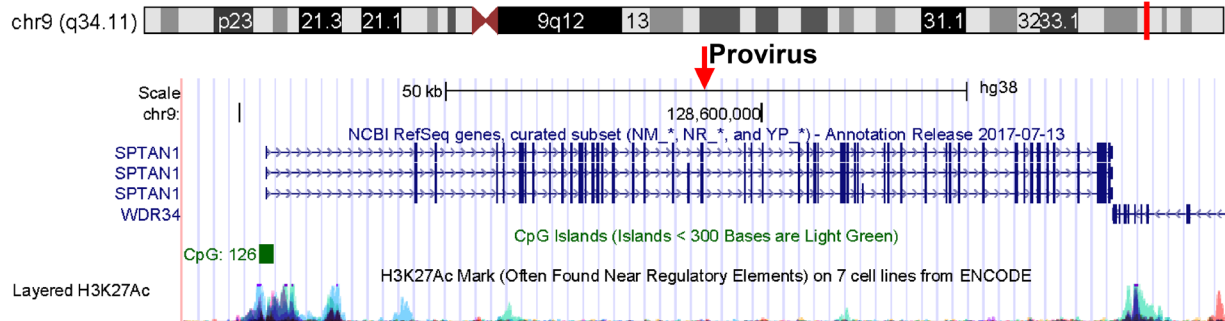 chr9 (q34.11) p23 21.3 21.1 9q12 13 31.1 32 33.1
Provirus
Scale 50 kb hg38
chr9: 128,600,000
NCBI RefSeq genes, curated subset (NM_*, NR_*, and YP_*) - Annotation Release 2017-07-13
SPTAN1
SPTAN1
SPTAN1
WDR34
CpG Islands (Islands < 300 Bases are Light Green)
CpG: 126
H3K27Ac Mark (Often Found Near Regulatory Elements) on 7 cell lines from ENCODE
Layered H3K27Ac